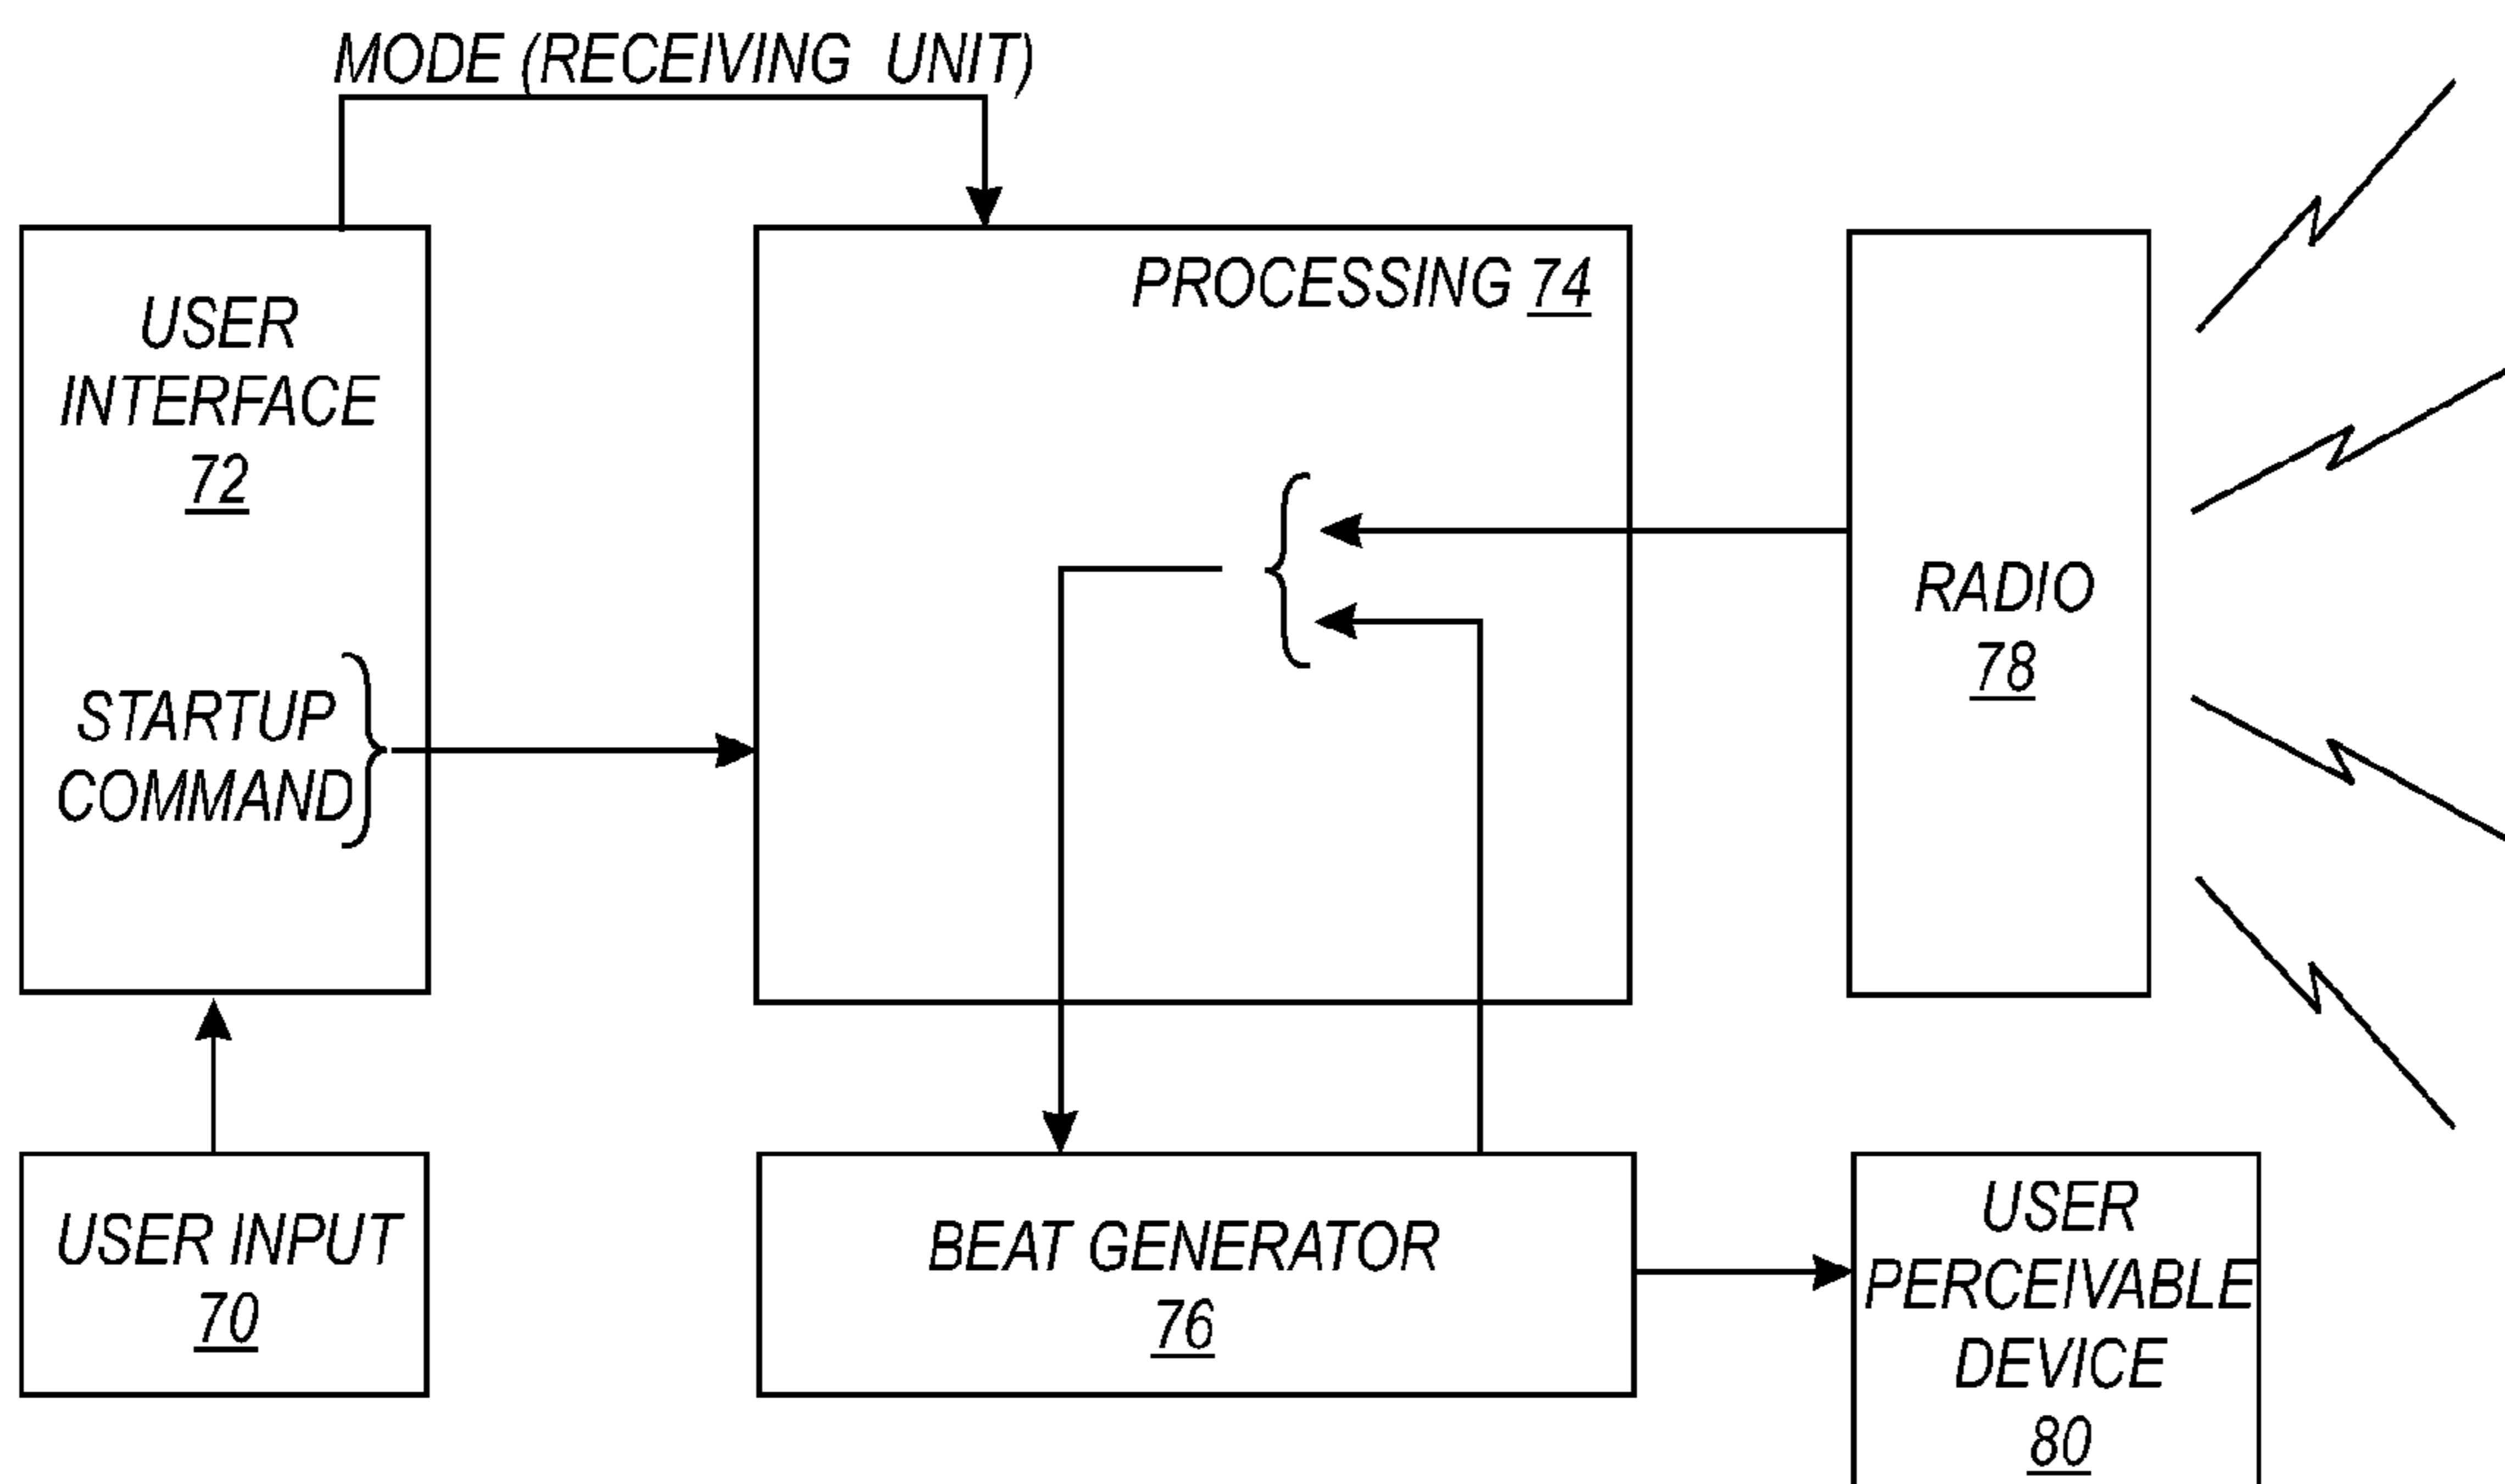 MODE (RECEIVING UNIT)
USER
INTERFACE
72
STARTUP
COMMAND
PROCESSING 74
RADIO
78
USER INPUT
70
BEAT GENERATOR
76
USER
PERCEIVABLE
DEVICE
80